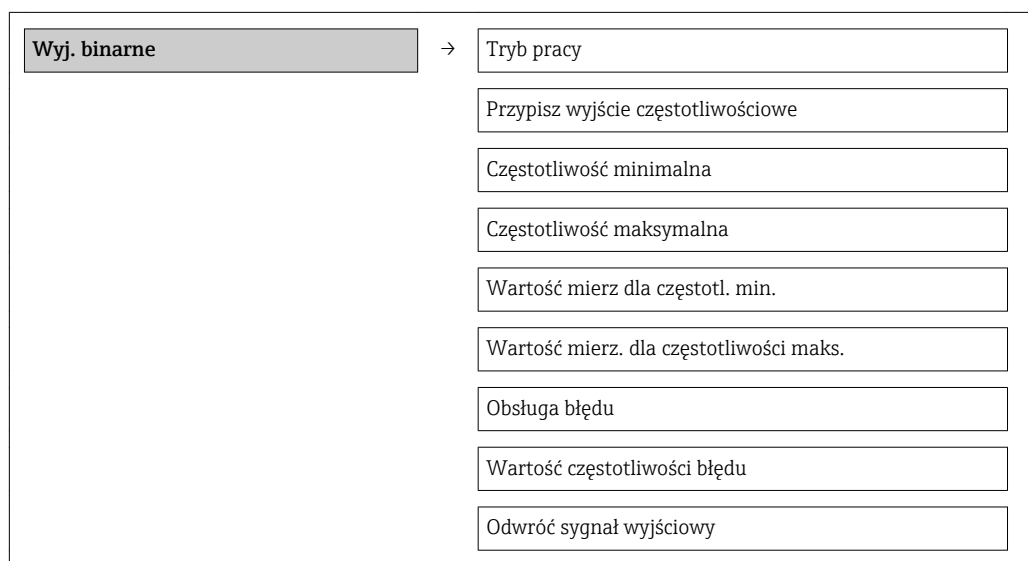 Wyj. binarne → Tryb pracy
Przypisz wyjście częstotliwościowe
Częstotliwość minimalna
Częstotliwość maksymalna
Wartość mierz dla częstotl. min.
Wartość mierz. dla częstotliwości maks.
Obsługa błędu
Wartość częstotliwości błędu
Odwróć sygnał wyjściowy